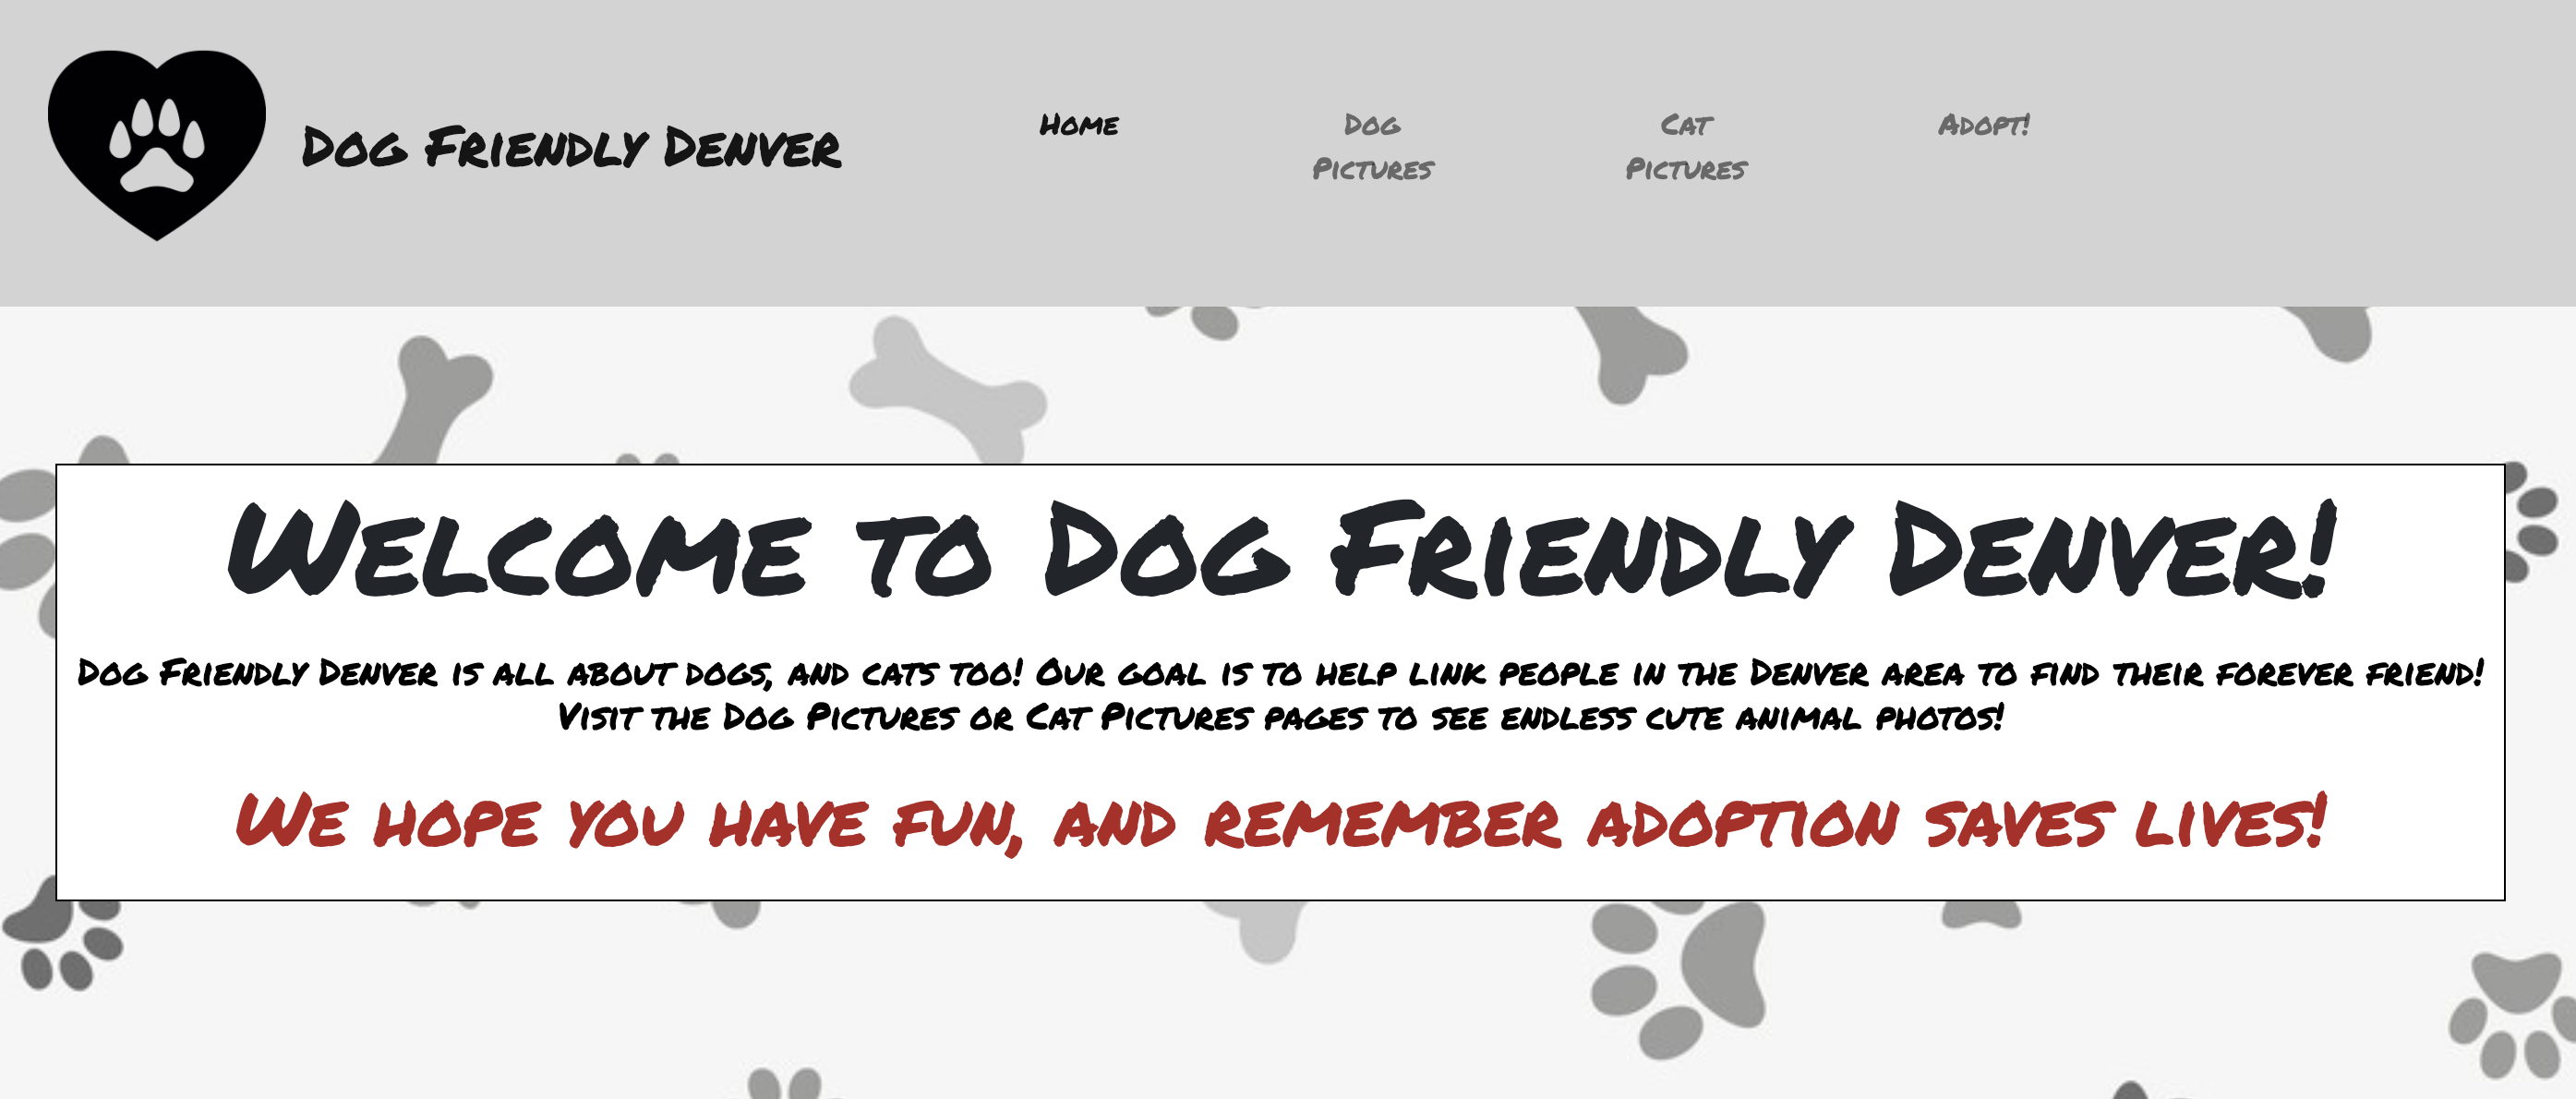 Dog Friendly Denver
Home
Dog
Pictures
Cat
Pictures
Adopt!
Welcome to Dog Friendly Denver!
Dog Friendly Denver is all about dogs, and cats too! Our goal is to help link people in the Denver area to find their forever friend!
Visit the Dog Pictures or Cat Pictures pages to see endless cute animal photos!
We hope you have fun, and remember adoption saves lives!